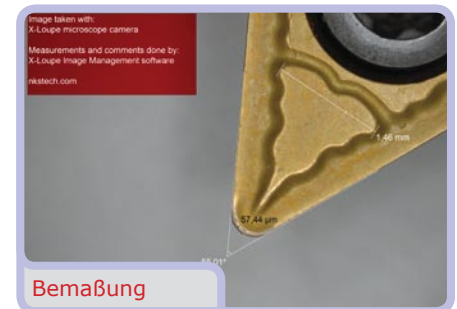 Image taken with:
X-Loupe microscope camera
Measurements and comments done by:
X-Loupe Image Management software
nkstech.com
1,46 mm
57,44 µm
Bemaßung